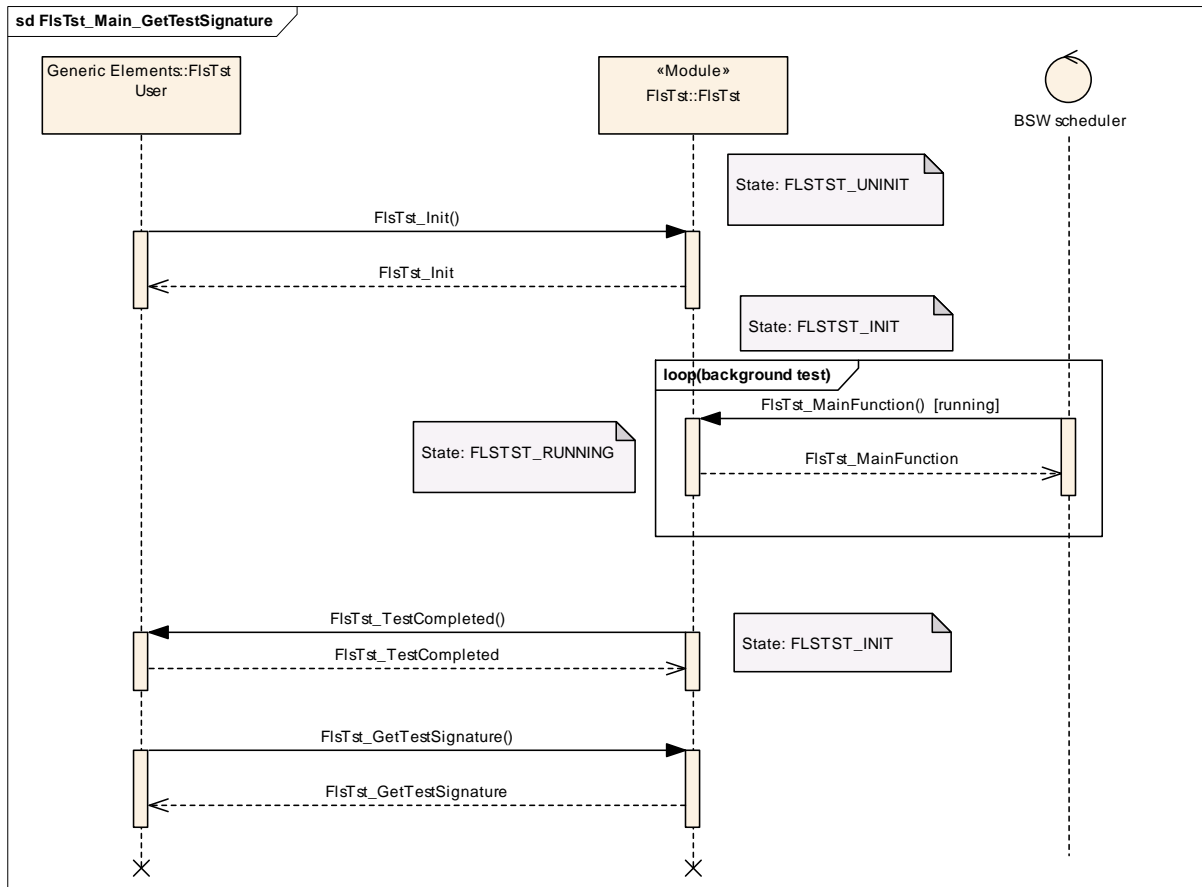 sd FlsTst_Main_GetTestSignature
Generic Elements::FlsTst
User
«Module»
FlsTst::FlsTst
BSW scheduler
State: FLSTST_UNINIT
FlsTst_Init()
FlsTst_Init
State: FLSTST_INIT
loop(background test)
FlsTst_MainFunction() [running]
State: FLSTST_RUNNING
FlsTst_MainFunction
FlsTst_TestCompleted()
State: FLSTST_INIT
FlsTst_TestCompleted
FlsTst_GetTestSignature()
FlsTst_GetTestSignature